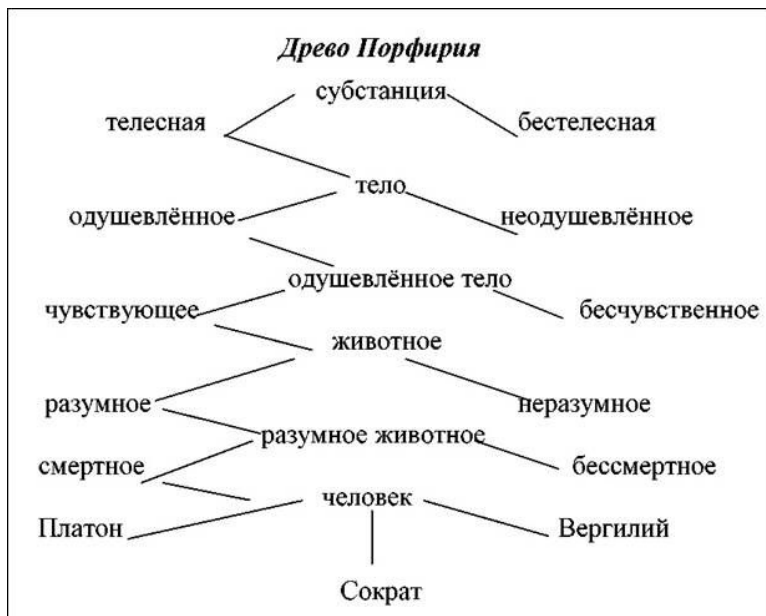 Древо Порфирия
субстанция
телесная бестелесная
тело
одушевлённое неодушевлённое
одушевлённое тело
чувствующее бесчувственное
животное
разумное неразумное
разумное животное
смертное бессмертное
человек
Платон Вергилий
Сократ